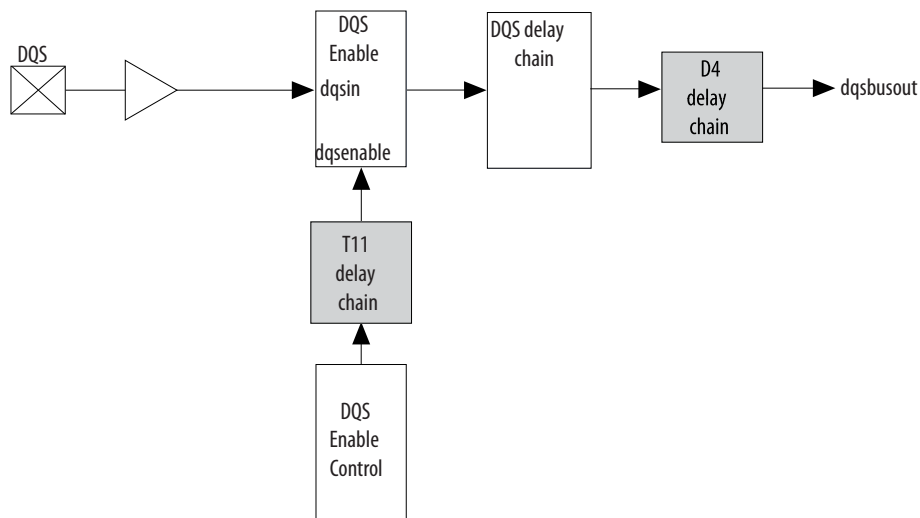 DQS
DQS
Enable
dqsin
dqsenable
DQS delay
chain
D4
delay
chain
dqsbusout
T11
delay
chain
DQS
Enable
Control